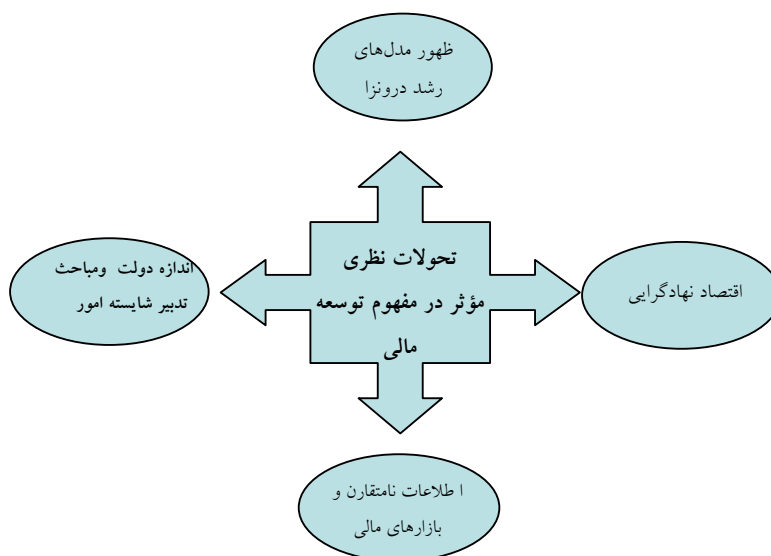 ظهور مدل‌های
رشد درونزا
تحولات نظری
مؤثر در مفهوم توسعه
مالی
اقتصاد نهادگرایی
اندازه دولت ومباحث
تدبیر شایسته امور
ا طلاعات نامتقارن و
بازارهای مالی